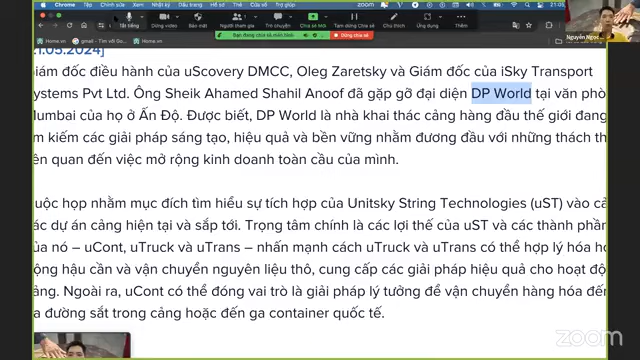 21.05.2024]
iám đốc điều hành của uScovery DMCC, Oleg Zaretsky và Giám đốc của iSky Transport
ystems Pvt Ltd. Ông Sheik Ahamed Shahil Anoof đã gặp gỡ đại diện DP World tại văn phò
umbai của họ ở Ấn Độ. Được biết, DP World là nhà khai thác cảng hàng đầu thế giới đang
m kiếm các giải pháp sáng tạo, hiệu quả và bền vững nhằm đương đầu với những thách th
ên quan đến việc mở rộng kinh doanh toàn cầu của mình.
uộc họp nhằm mục đích tìm hiểu sự tích hợp của Unitsky String Technologies (uST) vào cả
ác dự án cảng hiện tại và sắp tới. Trọng tâm chính là các lợi thế của uST và các thành phần
ủa nó – uCont, uTruck và uTrans – nhấn mạnh cách uTruck và uTrans có thể hợp lý hóa h
ộng hậu cần và vận chuyển nguyên liệu thô, cung cấp các giải pháp hiệu quả cho hoạt độ
ảng. Ngoài ra, uCont có thể đóng vai trò là giải pháp lý tưởng để vận chuyển hàng hóa đến
a đường sắt trong cảng hoặc đến ga container quốc tế.
Nguyễn Ngọc
zoom